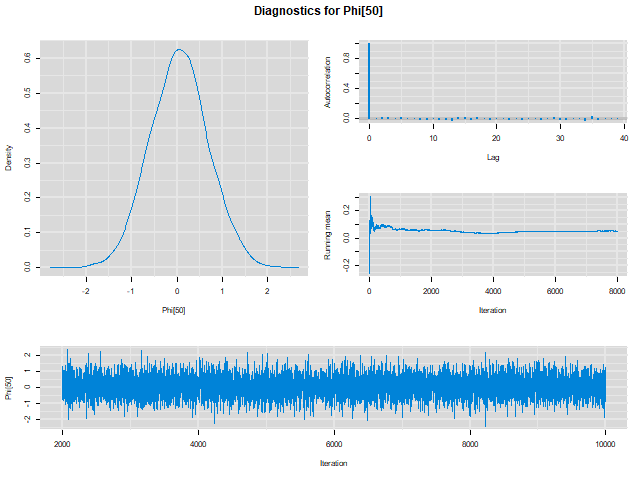 Diagnostics for Phi[50]
Density
0.0 0.1 0.2 0.3 0.4 0.5 0.6
-2 -1 0 1 2
Phi[50]
Autocorrelation
0.0 0.4 0.8
0 10 20 30 40
Lag
Running mean
-0.2 0.0 0.2
0 2000 4000 6000 8000
Iteration
Phi[50]
-2 -1 0 1 2
2000 4000 6000 8000 10000
Iteration